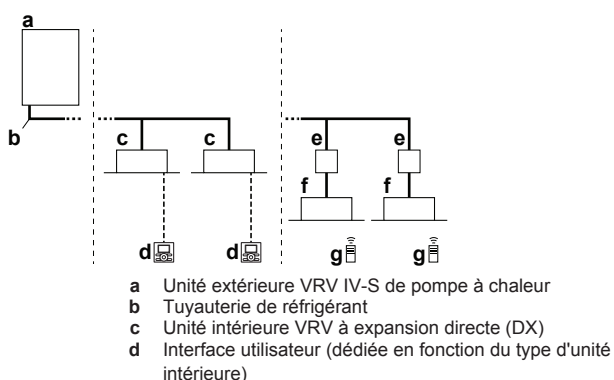 a
b
c c e e
f f
d d g g
a Unité extérieure VRV IV-S de pompe à chaleur
b Tuyauterie de réfrigérant
c Unité intérieure VRV à expansion directe (DX)
d Interface utilisateur (dédiée en fonction du type d'unité
intérieure)